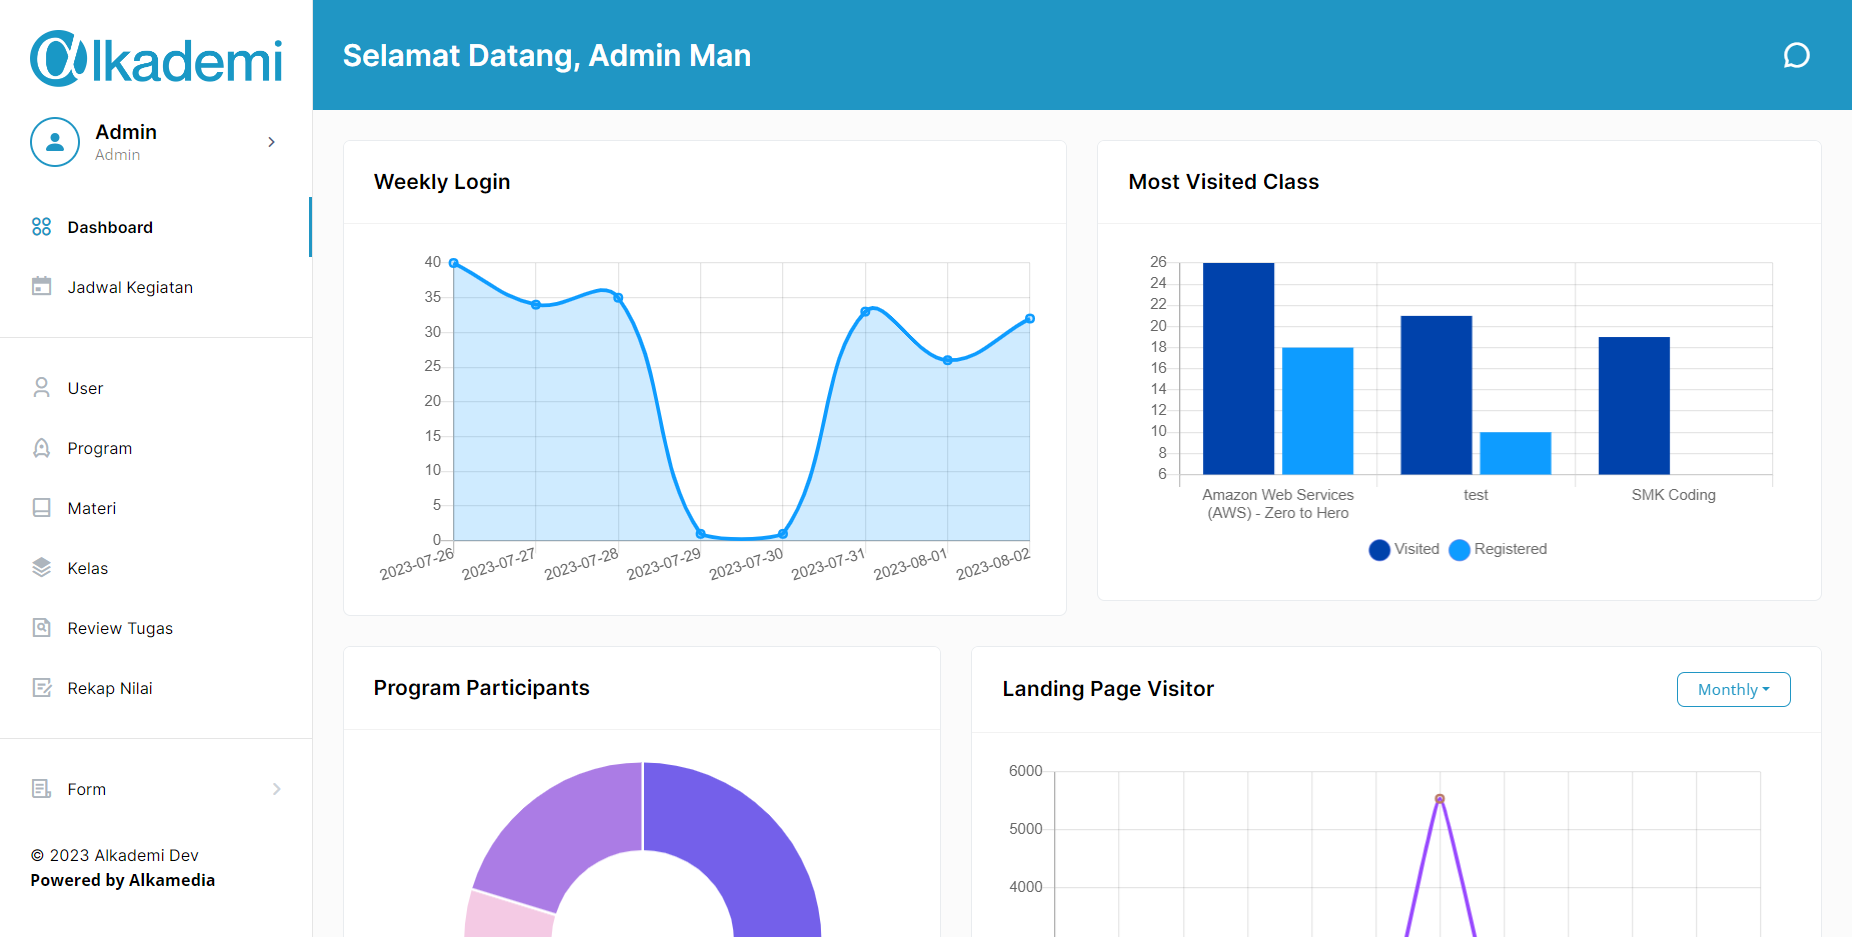 alkademi
Selamat Datang, Admin Man
Admin
Admin
Dashboard
Jadwal Kegiatan
User
Program
Materi
Kelas
Review Tugas
Rekap Nilai
Form
© 2023 Alkademi Dev
Powered by Alkamedia
Weekly Login
40
35
30
25
20
15
10
5
0
2023-07-26
2023-07-27
2023-07-28
2023-07-29
2023-07-30
2023-07-31
2023-08-01
2023-08-02
Most Visited Class
26
24
22
20
18
16
14
12
10
8
6
Amazon Web Services
(AWS) - Zero to Hero
test
SMK Coding
Visited
Registered
Program Participants
Landing Page Visitor
Monthly
6000
5000
4000